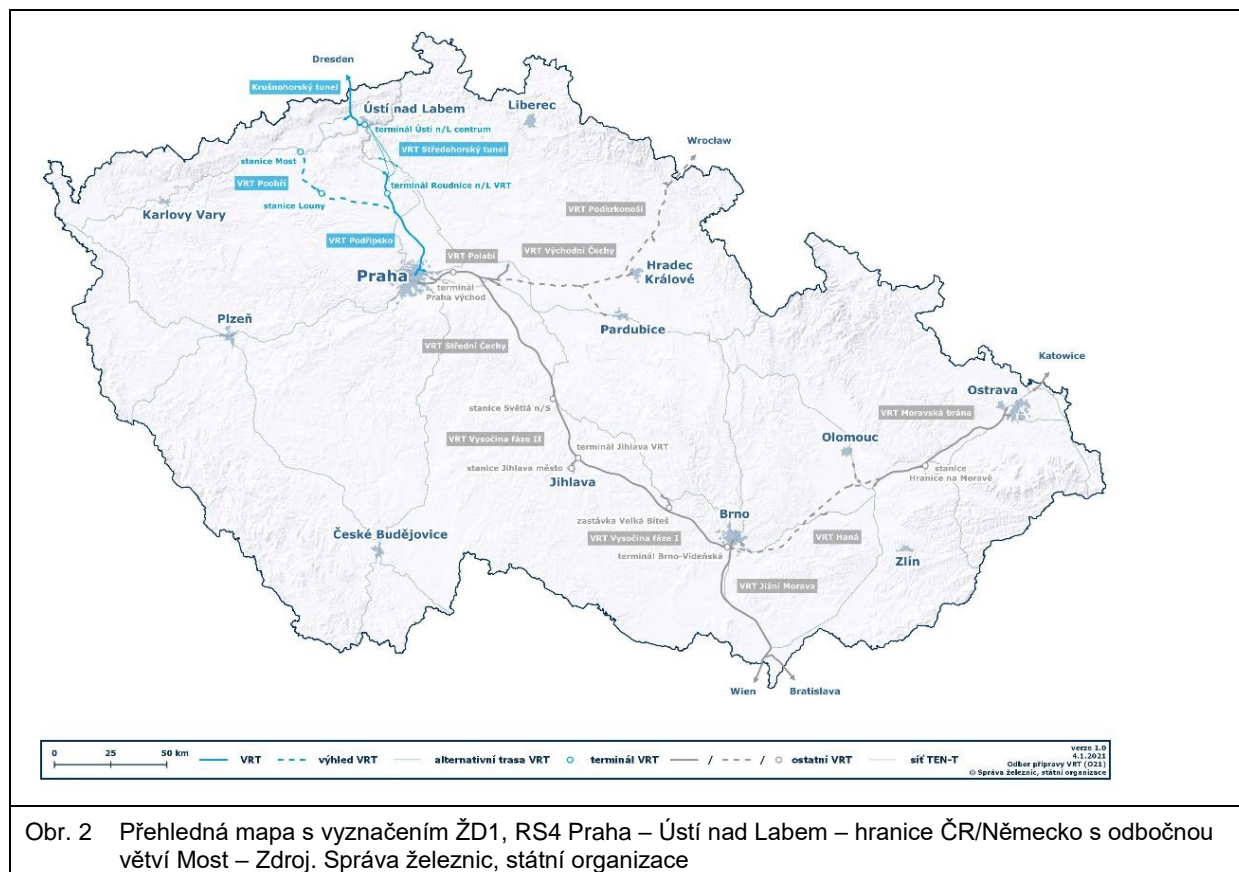 Dresden
Krušnohorský tunel
Ústí nad Labem
Liberec
terminál Ústí n/L centrum
Wrocław
VRT Středohorský tunel
stanice Most
VRT Poohří
terminál Roudnice n/L VRT
stanice Louny
Karlovy Vary
VRT Podkrkonoší
VRT Podřipsko
VRT Východní Čechy
VRT Polabí
Praha
Hradec
Králové
terminál
Praha východ
Plzeň
Pardubice
VRT Střední Čechy
Katowice
Ostrava
stanice Světlá n/S
VRT Moravská brána
VRT Vysočina fáze II
terminál Jihlava VRT
Olomouc
stanice Jihlava město
stanice
Hranice na Moravě
Jihlava
zastávka Velká Bíteš
Brno
České Budějovice
VRT Vysočina fáze I
VRT Haná
terminál Brno-Vídeňská
Zlín
VRT Jižní Morava
Wien
Bratislava
0 25 50 km
VRT výhled VRT alternativní trasa VRT terminál VRT / / ostatní VRT síť TEN-T
verze 1.0
4.1.2021
Odbor přípravy VRT (O21)
© Správa železnic, státní organizace
Obr. 2 Přehledná mapa s vyznačením ŽD1, RS4 Praha – Ústí nad Labem – hranice ČR/Německo s odbočnou
větví Most – Zdroj. Správa železnic, státní organizace